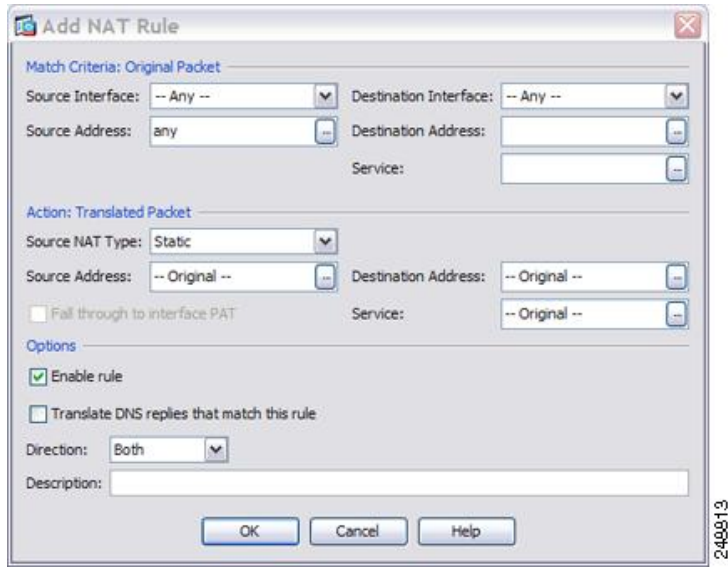 Add NAT Rule
Match Criteria: Original Packet
Source Interface: -- Any -- Destination Interface: -- Any --
Source Address: any Destination Address:
Service:
Action: Translated Packet
Source NAT Type: Static
Source Address: -- Original -- Destination Address: -- Original --
Fall through to interface PAT Service: -- Original --
Options
Enable rule
Translate DNS replies that match this rule
Direction: Both
Description:
OK Cancel Help
248813